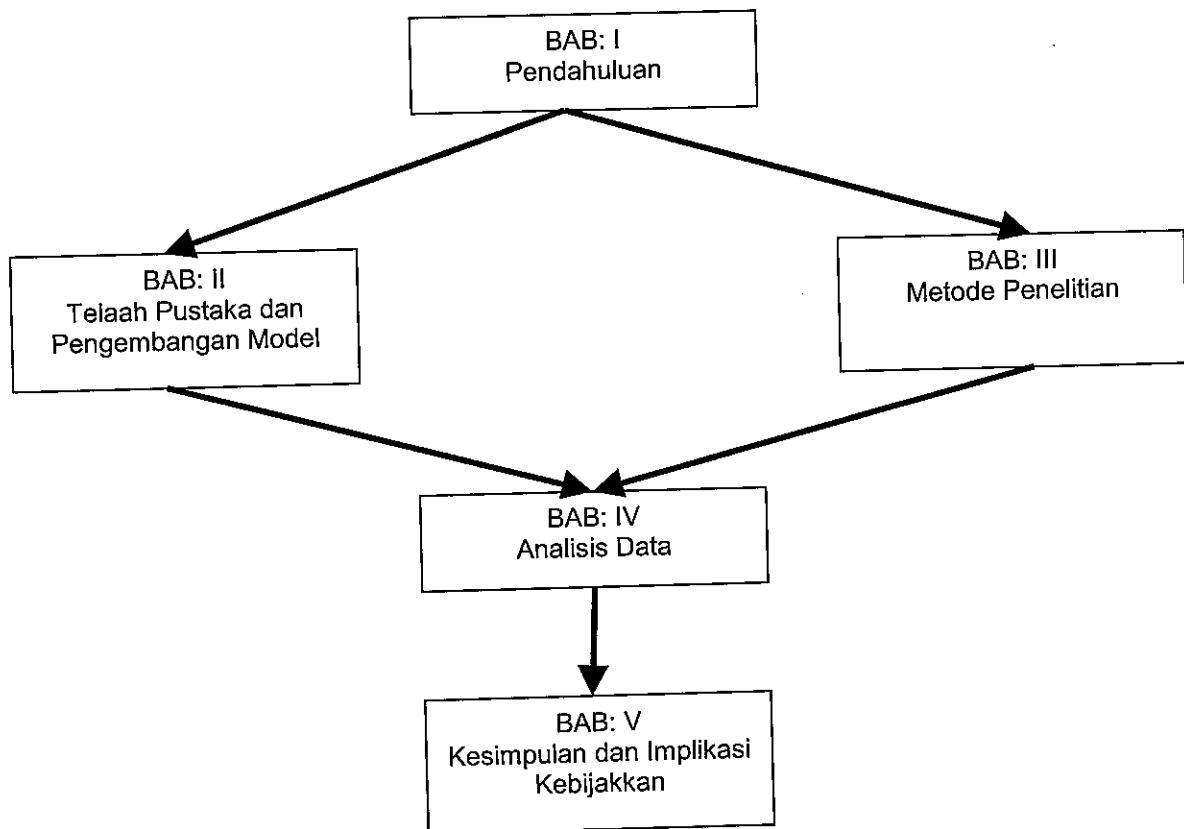 BAB: I
Pendahuluan
BAB: II
Telaah Pustaka dan
Pengembangan Model
BAB: III
Metode Penelitian
BAB: IV
Analisis Data
BAB: V
Kesimpulan dan Implikasi
Kebijakkan